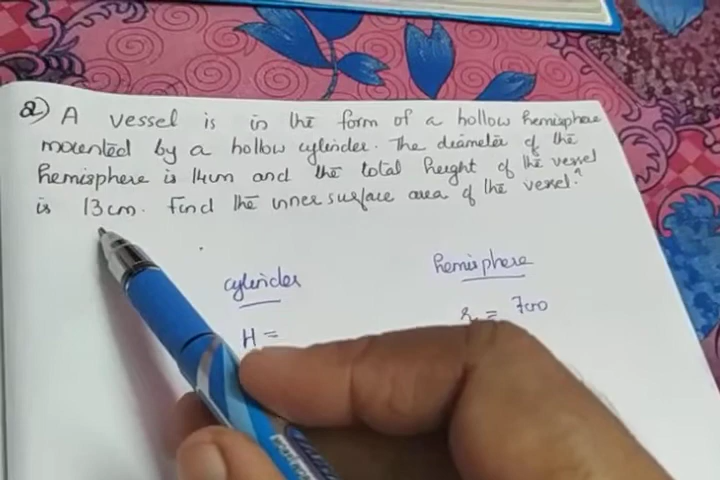 2) A vessel is in the form of a hollow hemisphere
mounted by a hollow cylinder. The diameter of the
hemisphere is 14cm and the total height of the vessel
is 13cm. Find the inner surface area of the vessel?
cylinder hemisphere
H = r = 7cm